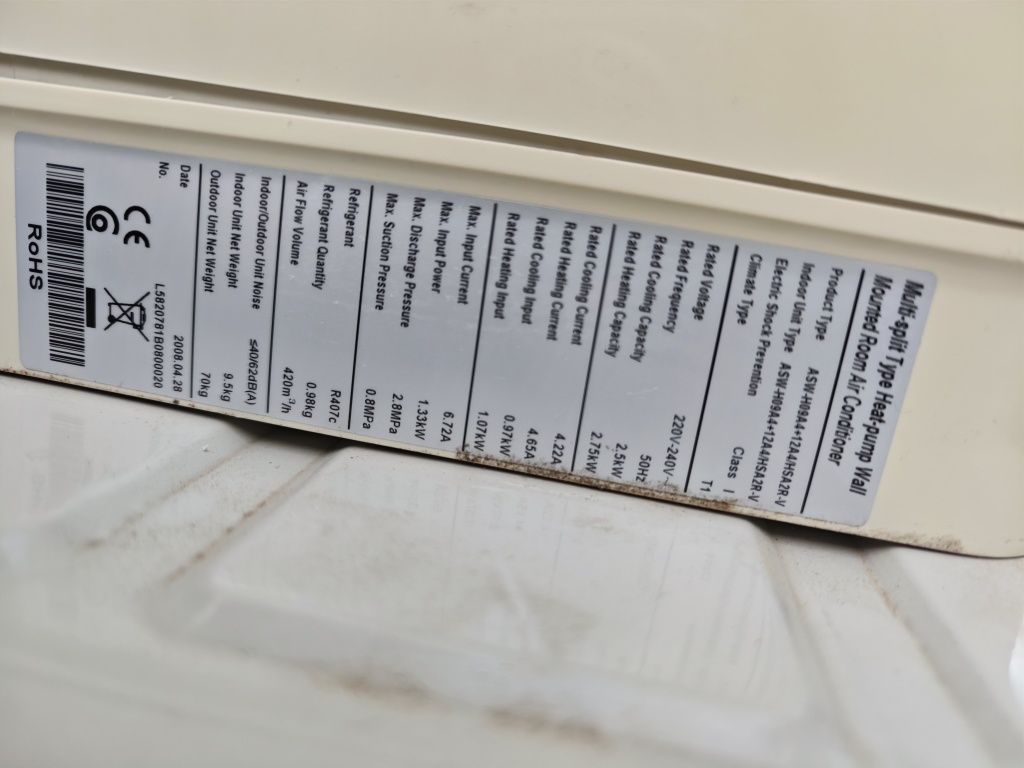 Multi-split Type Heat-pump Wall
Mounted Room Air Conditioner
Product Type ASW-H09A4+12A4/HSA2R-V
Indoor Unit Type ASW-H09A4+12A4/HSA2R-V
Electric Shock Prevention Class I
Climate Type T1
Rated Voltage 220V-240V~
Rated Frequency 50Hz
Rated Cooling Capacity 2.5kW
Rated Heating Capacity 2.75kW
Rated Cooling Current 4.22A
Rated Heating Current 4.65A
Rated Cooling Input 0.97kW
Rated Heating Input 1.07kW
Max. Input Current 6.72A
Max. Input Power 1.33kW
Max. Discharge Pressure 2.8MPa
Max. Suction Pressure 0.8MPa
Refrigerant R407c
Refrigerant Quantity 0.98kg
Air Flow Volume 420m³/h
Indoor/Outdoor Unit Noise ≤40/62dB(A)
Indoor Unit Net Weight 9.5kg
Outdoor Unit Net Weight 70kg
Date 2008.04.28
No. L5820781B0800020
CE
RoHS